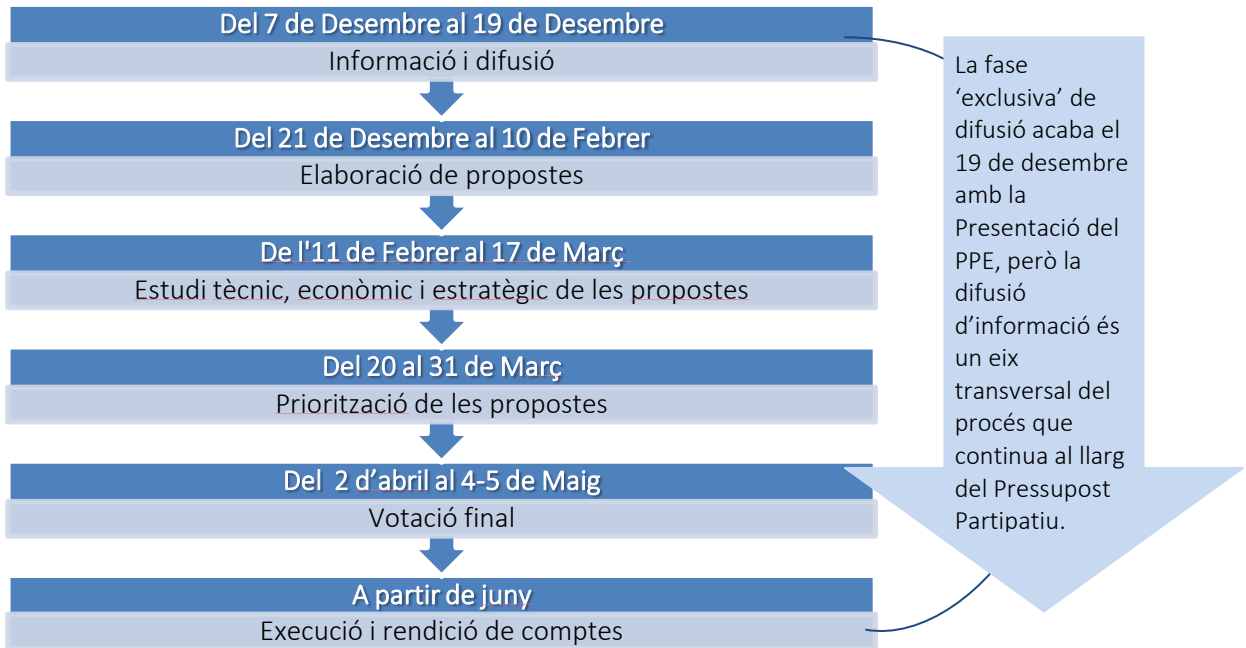 Del 7 de Desembre al 19 de Desembre
Informació i difusió
Del 21 de Desembre al 10 de Febrer
Elaboració de propostes
De l'11 de Febrer al 17 de Març
Estudi tècnic, econòmic i estratègic de les propostes
Del 20 al 31 de Març
Priorització de les propostes
Del 2 d’abril al 4-5 de Maig
Votació final
A partir de juny
Execució i rendició de comptes
La fase
‘exclusiva’ de
difusió acaba el
19 de desembre
amb la
Presentació del
PPE, però la
difusió
d’informació és
un eix
transversal del
procés que
continua al llarg
del Pressupost
Partipatiu.